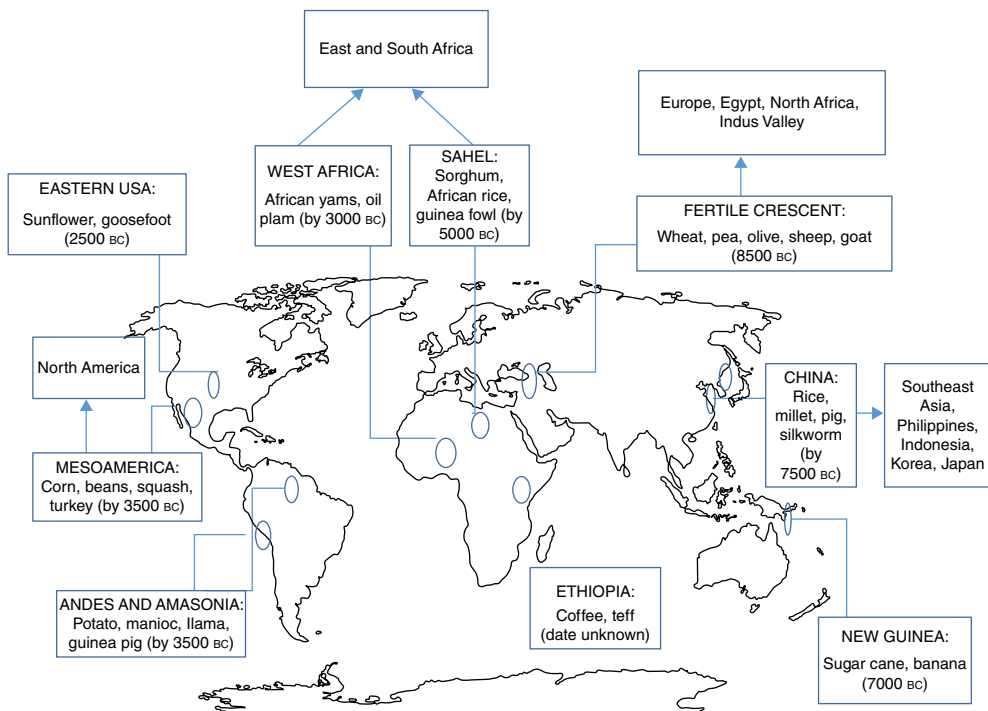 East and South Africa
Europe, Egypt, North Africa,
Indus Valley
WEST AFRICA:
African yams, oil
plam (by 3000 BC)
SAHEL:
Sorghum,
African rice,
guinea fowl (by
5000 BC)
EASTERN USA:
Sunflower, goosefoot
(2500 BC)
FERTILE CRESCENT:
Wheat, pea, olive, sheep, goat
(8500 BC)
North America
CHINA:
Rice,
millet, pig,
silkworm
(by
7500 BC)
Southeast
Asia,
Philippines,
Indonesia,
Korea, Japan
MESOAMERICA:
Corn, beans, squash,
turkey (by 3500 BC)
ANDES AND AMASONIA:
Potato, manioc, llama,
guinea pig (by 3500 BC)
ETHIOPIA:
Coffee, teff
(date unknown)
NEW GUINEA:
Sugar cane, banana
(7000 BC)